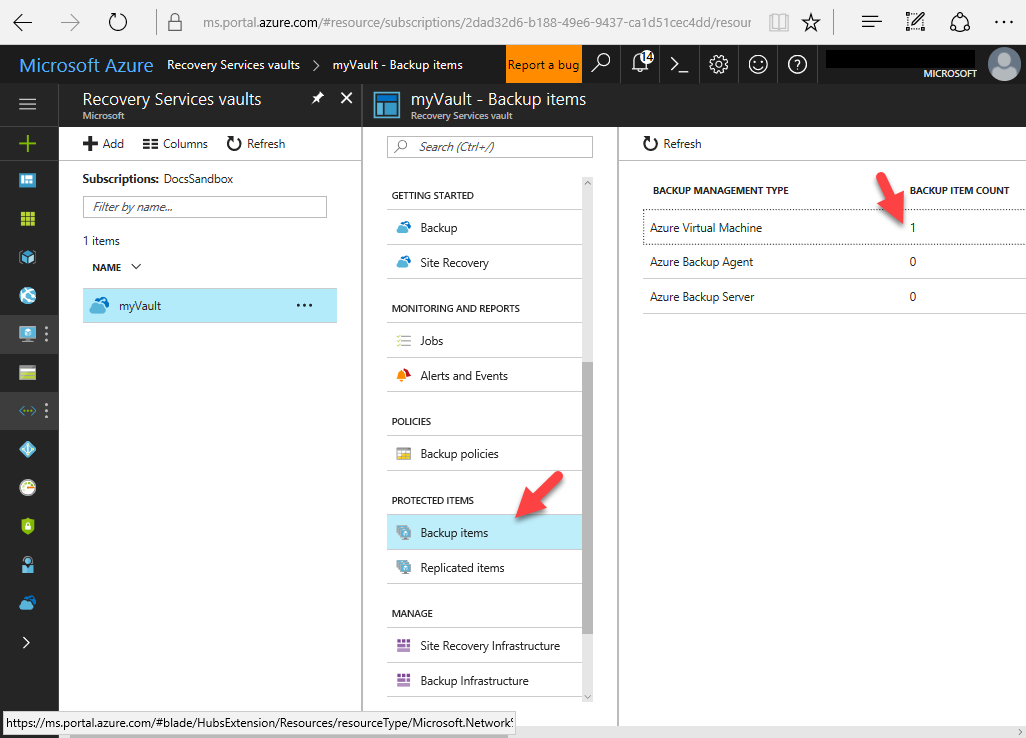 ms.portal.azure.com/#resource/subscriptions/2dad32d6-b188-49e6-9437-ca1d51cec4dd/resour
Microsoft Azure Recovery Services vaults > myVault - Backup items
Report a bug
14
MICROSOFT
Recovery Services vaults
Microsoft
Add Columns Refresh
Subscriptions: DocsSandbox
Filter by name...
1 items
NAME
myVault
myVault - Backup items
Recovery Services vault
Search (Ctrl+/)
GETTING STARTED
Backup
Site Recovery
MONITORING AND REPORTS
Jobs
Alerts and Events
POLICIES
Backup policies
PROTECTED ITEMS
Backup items
Replicated items
MANAGE
Site Recovery Infrastructure
Backup Infrastructure
Refresh
BACKUP MANAGEMENT TYPE BACKUP ITEM COUNT
Azure Virtual Machine 1
Azure Backup Agent 0
Azure Backup Server 0
https://ms.portal.azure.com/#blade/HubsExtension/Resources/resourceType/Microsoft.Network%